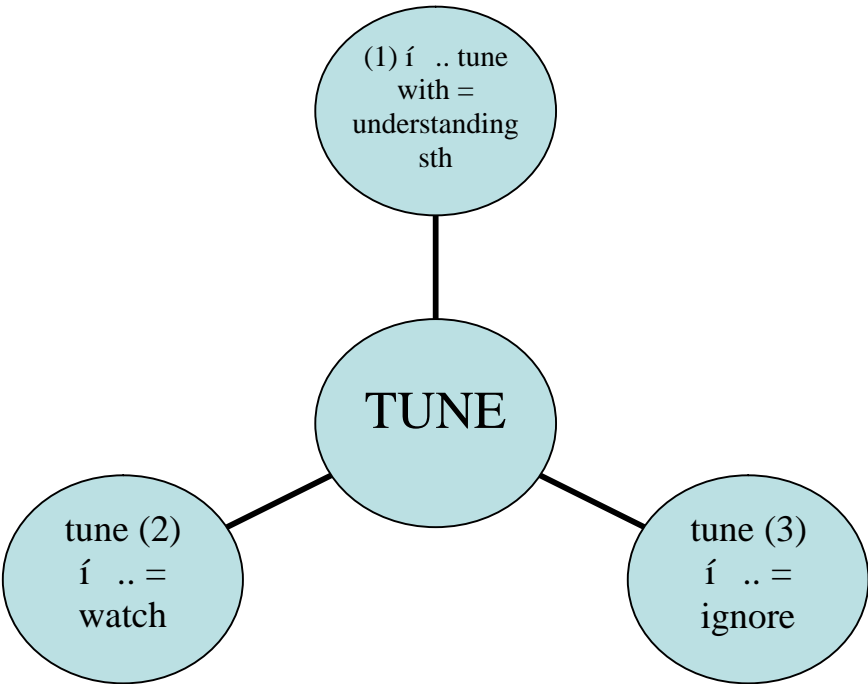 (1) í .. tune
with =
understanding
sth
TUNE
tune (2)
í .. =
watch
tune (3)
í .. =
ignore